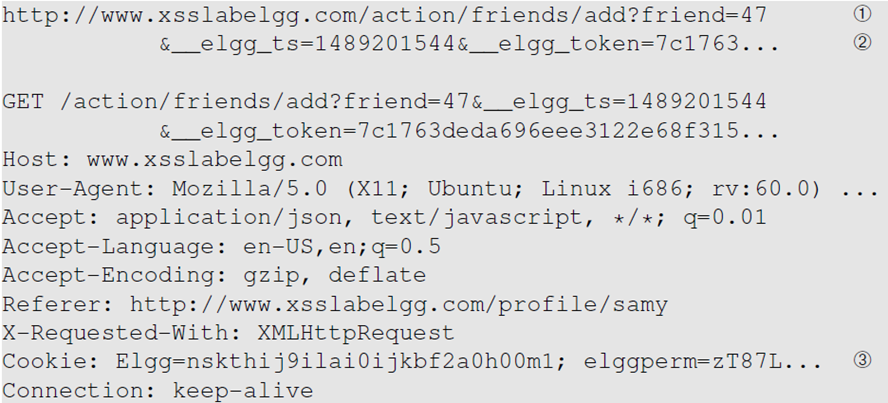 http://www.xsslabelgg.com/action/friends/add?friend=47 ①
&__elgg_ts=1489201544&__elgg_token=7c1763... ②
GET /action/friends/add?friend=47&__elgg_ts=1489201544
&__elgg_token=7c1763deda696eee3122e68f315...
Host: www.xsslabelgg.com
User-Agent: Mozilla/5.0 (X11; Ubuntu; Linux i686; rv:60.0) ...
Accept: application/json, text/javascript, */*; q=0.01
Accept-Language: en-US,en;q=0.5
Accept-Encoding: gzip, deflate
Referer: http://www.xsslabelgg.com/profile/samy
X-Requested-With: XMLHttpRequest
Cookie: Elgg=nskthij9ilai0ijkbf2a0h00m1; elggperm=zT87L... ③
Connection: keep-alive